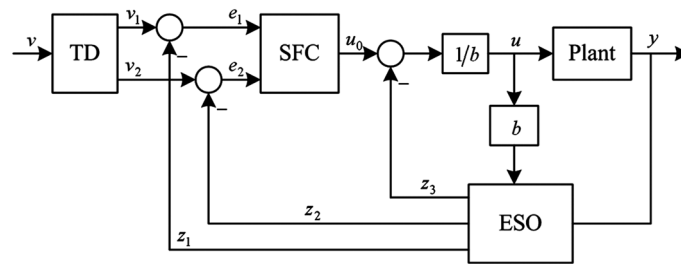 v
TD
v₁
v₂
−
−
e₁
e₂
SFC
u₀
−
1/b
u
Plant
y
b
z₃
z₂
z₁
ESO